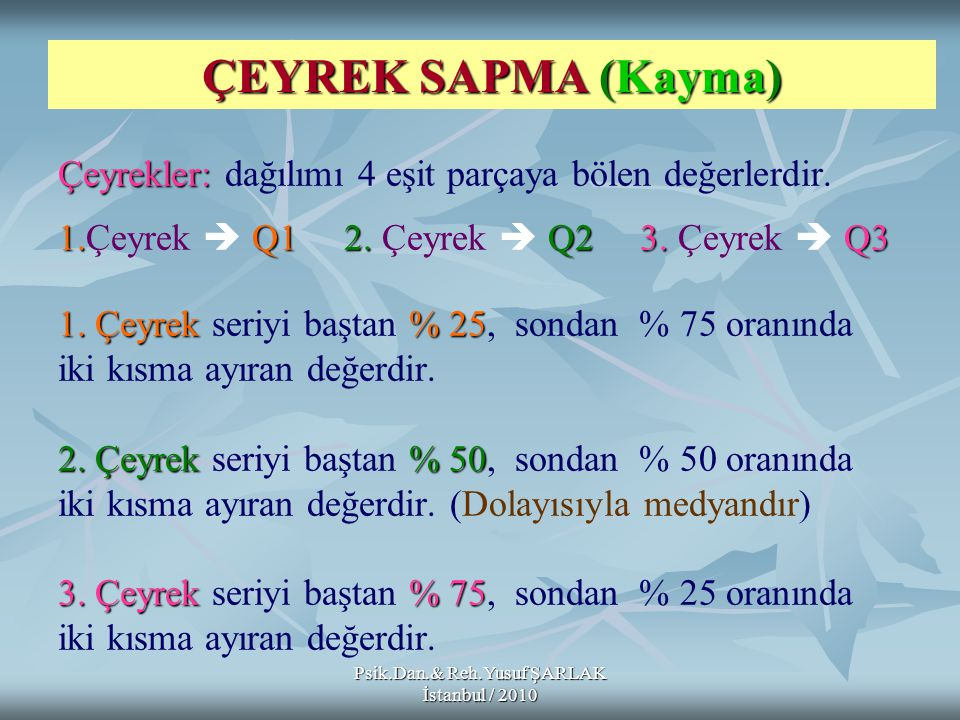 ÇEYREK SAPMA (Kayma)
Çeyrekler: dağılımı 4 eşit parçaya bölen değerlerdir.
1.Çeyrek ➔ Q1 2. Çeyrek ➔ Q2 3. Çeyrek ➔ Q3
1. Çeyrek seriyi baştan % 25, sondan % 75 oranında
iki kısma ayıran değerdir.
2. Çeyrek seriyi baştan % 50, sondan % 50 oranında
iki kısma ayıran değerdir. (Dolayısıyla medyandır)
3. Çeyrek seriyi baştan % 75, sondan % 25 oranında
iki kısma ayıran değerdir.
Psik.Dan.& Reh.Yusuf ŞARLAK
İstanbul / 2010